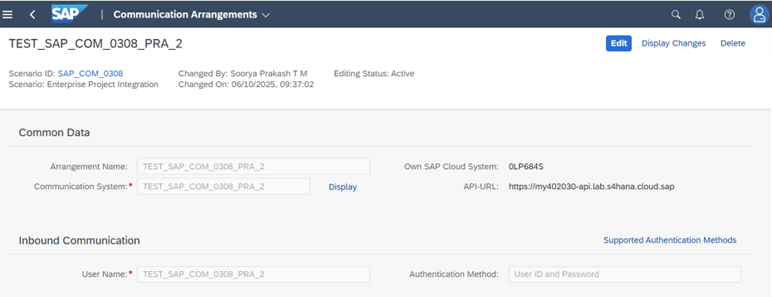 SAP Communication Arrangements
TEST_SAP_COM_0308_PRA_2 Edit Display Changes Delete
Scenario ID: SAP_COM_0308 Changed By: Soorya Prakash T M Editing Status: Active
Scenario: Enterprise Project Integration Changed On: 06/10/2025, 09:37:02
Common Data
Arrangement Name: TEST_SAP_COM_0308_PRA_2 Own SAP Cloud System: 0LP684S
Communication System:* TEST_SAP_COM_0308_PRA_2 Display API-URL: https://my402030-api.lab.s4hana.cloud.sap
Inbound Communication Supported Authentication Methods
User Name:* TEST_SAP_COM_0308_PRA_2 Authentication Method: User ID and Password